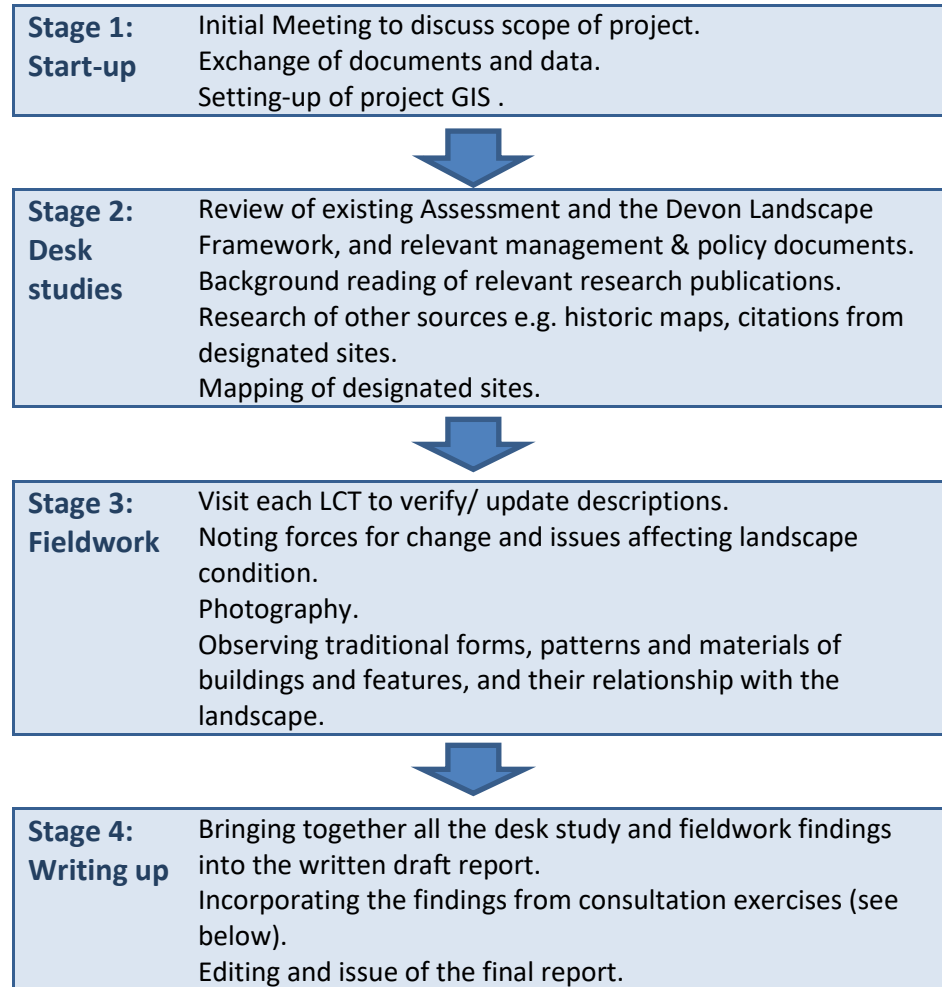 Stage 1:
Start-up
Initial Meeting to discuss scope of project.
Exchange of documents and data.
Setting-up of project GIS .
Stage 2:
Desk
studies
Review of existing Assessment and the Devon Landscape
Framework, and relevant management & policy documents.
Background reading of relevant research publications.
Research of other sources e.g. historic maps, citations from
designated sites.
Mapping of designated sites.
Stage 3:
Fieldwork
Visit each LCT to verify/ update descriptions.
Noting forces for change and issues affecting landscape
condition.
Photography.
Observing traditional forms, patterns and materials of
buildings and features, and their relationship with the
landscape.
Stage 4:
Writing up
Bringing together all the desk study and fieldwork findings
into the written draft report.
Incorporating the findings from consultation exercises (see
below).
Editing and issue of the final report.